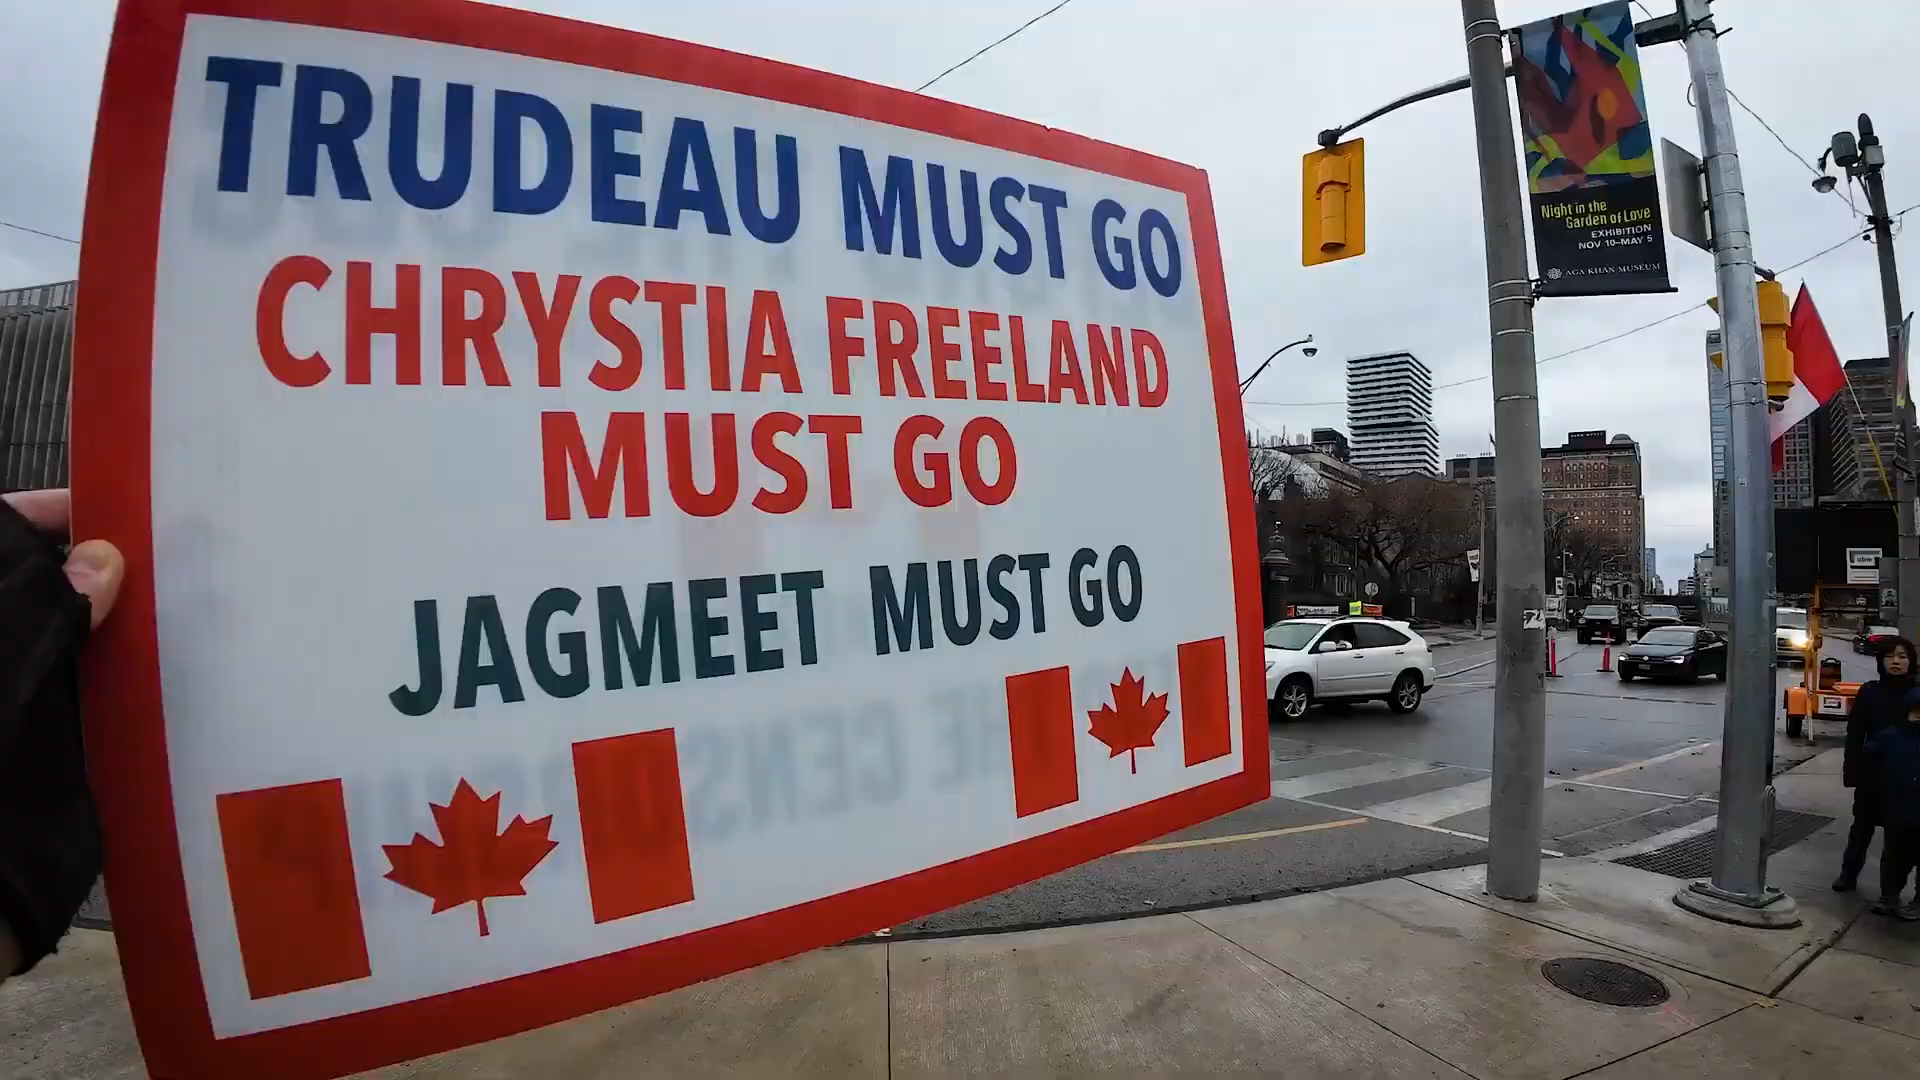 TRUDEAU MUST GO
CHRYSTIA FREELAND
MUST GO
JAGMEET MUST GO
Night in the
Garden of Love
EXHIBITION
NOV 10–MAY 5
AGA KHAN MUSEUM